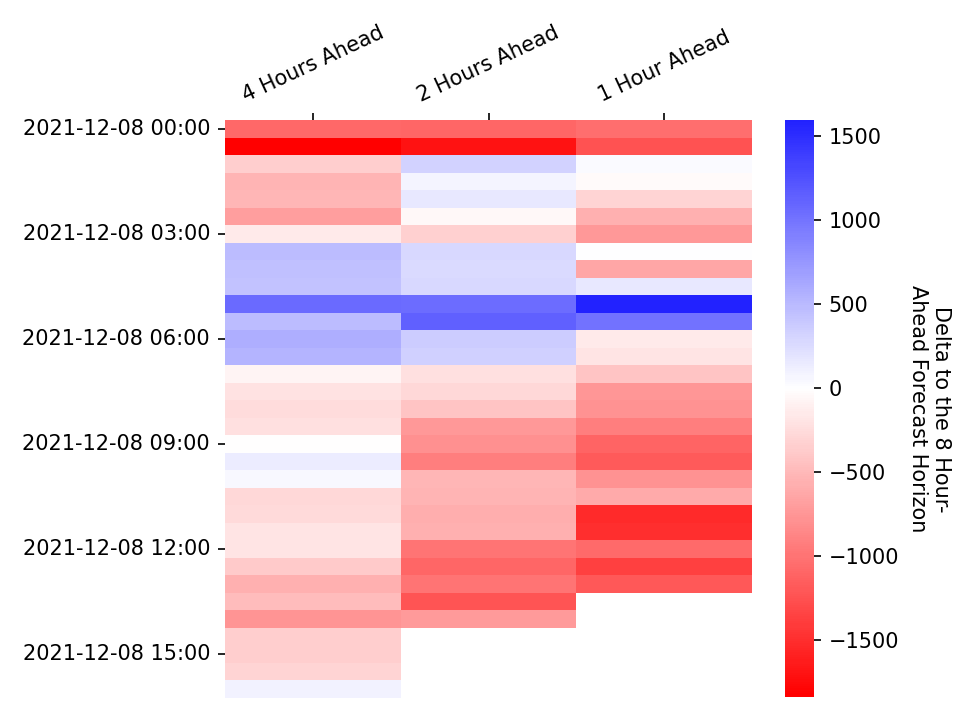 4 Hours Ahead
2 Hours Ahead
1 Hour Ahead
2021-12-08 00:00
2021-12-08 03:00
2021-12-08 06:00
2021-12-08 09:00
2021-12-08 12:00
2021-12-08 15:00
1500
1000
500
0
−500
−1000
−1500
Delta to the 8 Hour-
Ahead Forecast Horizon